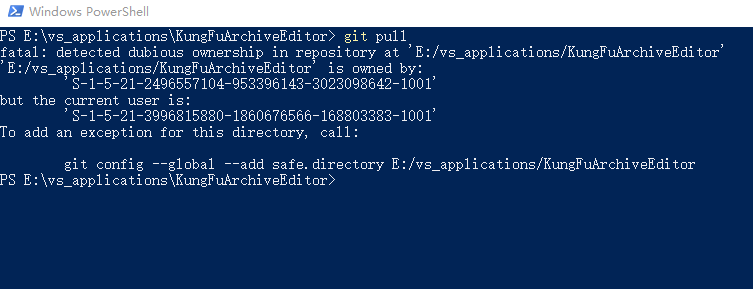 Windows PowerShell
PS E:\vs_applications\KungFuArchiveEditor> git pull
fatal: detected dubious ownership in repository at 'E:/vs_applications/KungFuArchiveEditor'
'E:/vs_applications/KungFuArchiveEditor' is owned by:
'S-1-5-21-2496557104-953396143-3023098642-1001'
but the current user is:
'S-1-5-21-3996815880-1860676566-168803383-1001'
To add an exception for this directory, call:
git config --global --add safe.directory E:/vs_applications/KungFuArchiveEditor
PS E:\vs_applications\KungFuArchiveEditor>